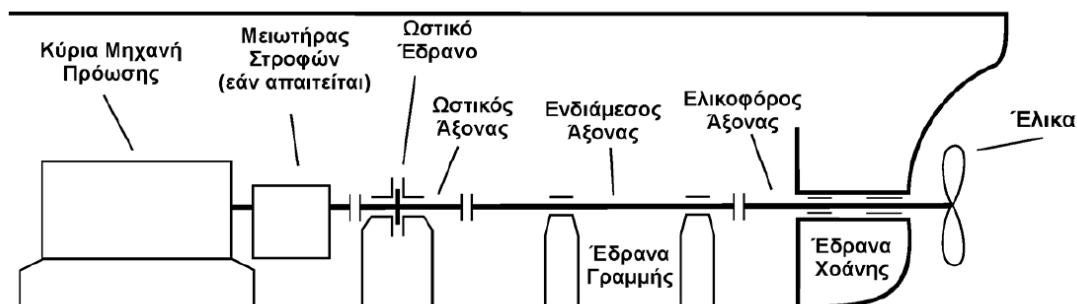 Κύρια Μηχανή
Πρόωσης
Μειωτήρας
Στροφών
(εάν απαιτείται)
Ωστικό
Έδρανο
Ωστικός
Άξονας
Ενδιάμεσος
Άξονας
Ελικοφόρος
Άξονας
Έλικα
Έδρανα
Γραμμής
Έδρανα
Χοάνης